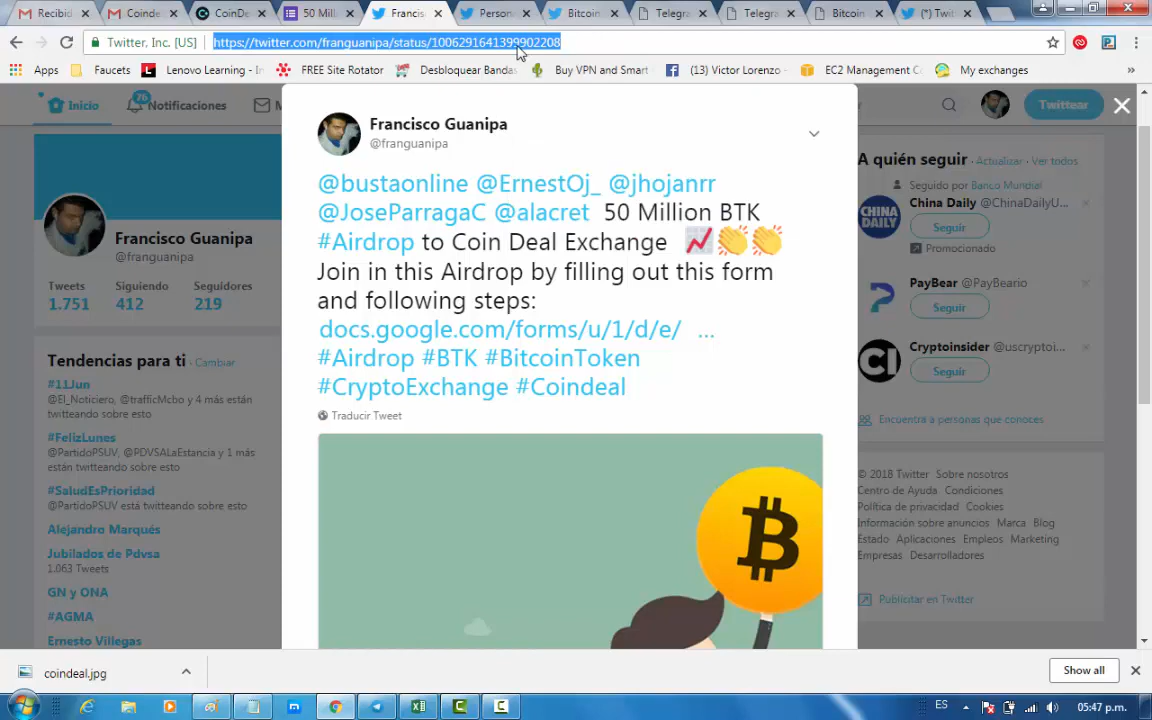 Recibid
Coinde
CoinDe
50 Mill
Francis
Person
Bitcoin
Telegra
Telegra
Bitcoin
(*) Twi
Twitter, Inc. [US]
https://twitter.com/franguanipa/status/1006291641399902208
Apps
Faucets
Lenovo Learning - F
FREE Site Rotator
Desbloquear Banda
Buy VPN and Smart
(13) Victor Lorenzo
EC2 Management C
My exchanges
»
Inicio
76
Notificaciones
M
Twittear
Francisco Guanipa
@franguanipa
Tweets
Siguiendo
Seguidores
1.751
412
219
Tendencias para ti · Cambiar
#11Jun
@El_Noticiero, @trafficMcbo y 4 más están
twitteando sobre esto
#FelizLunes
@PartidoPSUV, @PDVSALaEstancia y 1 más
están twitteando sobre esto
#SaludEsPrioridad
@PartidoPSUV está twitteando sobre esto
Alejandro Marqués
Jubilados de Pdvsa
1.063 Tweets
GN y ONA
#AGMA
Ernesto Villegas
Francisco Guanipa
@franguanipa
@bustaonline @ErnestOj_ @jhojanrr
@JoseParragaC @alacret 50 Million BTK
#Airdrop to Coin Deal Exchange 📈👏👏
Join in this Airdrop by filling out this form
and following steps:
docs.google.com/forms/u/1/d/e/ …
#Airdrop #BTK #BitcoinToken
#CryptoExchange #Coindeal
Traducir Tweet
A quién seguir · Actualizar · Ver todos
Seguido por Banco Mundial
CHINA DAILY
China Daily @ChinaDailyU...
Seguir
Promocionado
PayBear @PayBeario
Seguir
Cryptoinsider @uscryptoi...
Seguir
Encuentra a personas que conoces
© 2018 Twitter Sobre nosotros
Centro de Ayuda Condiciones
Política de privacidad Cookies
Información sobre anuncios Marca Blog
Estado Aplicaciones Empleos Marketing
Empresas Desarrolladores
Publicitar en Twitter
coindeal.jpg
Show all
ES
05:47 p.m.